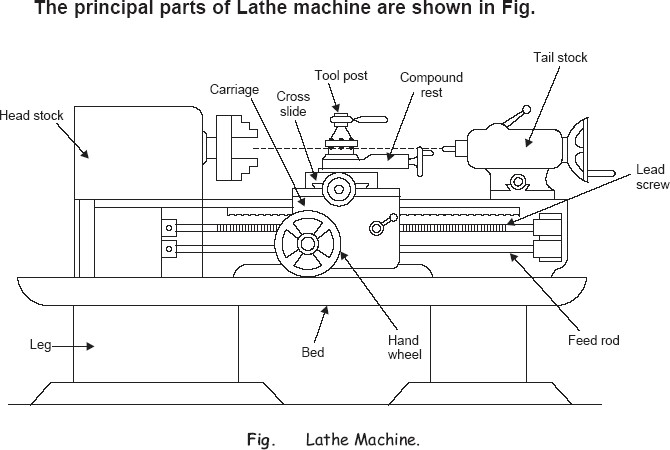 The principal parts of Lathe machine are shown in Fig.
Tail stock
Tool post
Compound
rest
Carriage
Cross
slide
Head stock
Lead
screw
Leg
Bed
Hand
wheel
Feed rod
Fig. Lathe Machine.